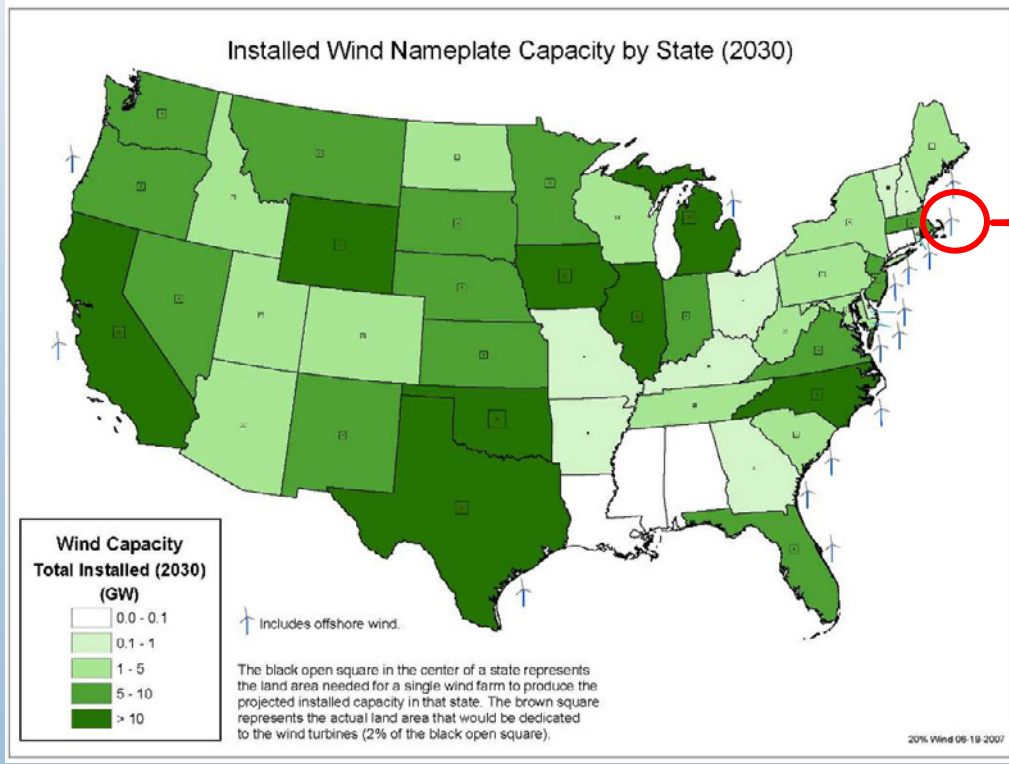 Installed Wind Nameplate Capacity by State (2030)
Wind Capacity
Total Installed (2030)
(GW)
0.0 - 0.1
0.1 - 1
1 - 5
5 - 10
> 10
Includes offshore wind.
The black open square in the center of a state represents
the land area needed for a single wind farm to produce the
projected installed capacity in that state. The brown square
represents the actual land area that would be dedicated
to the wind turbines (2% of the black open square).
20% Wind 06-19-2007